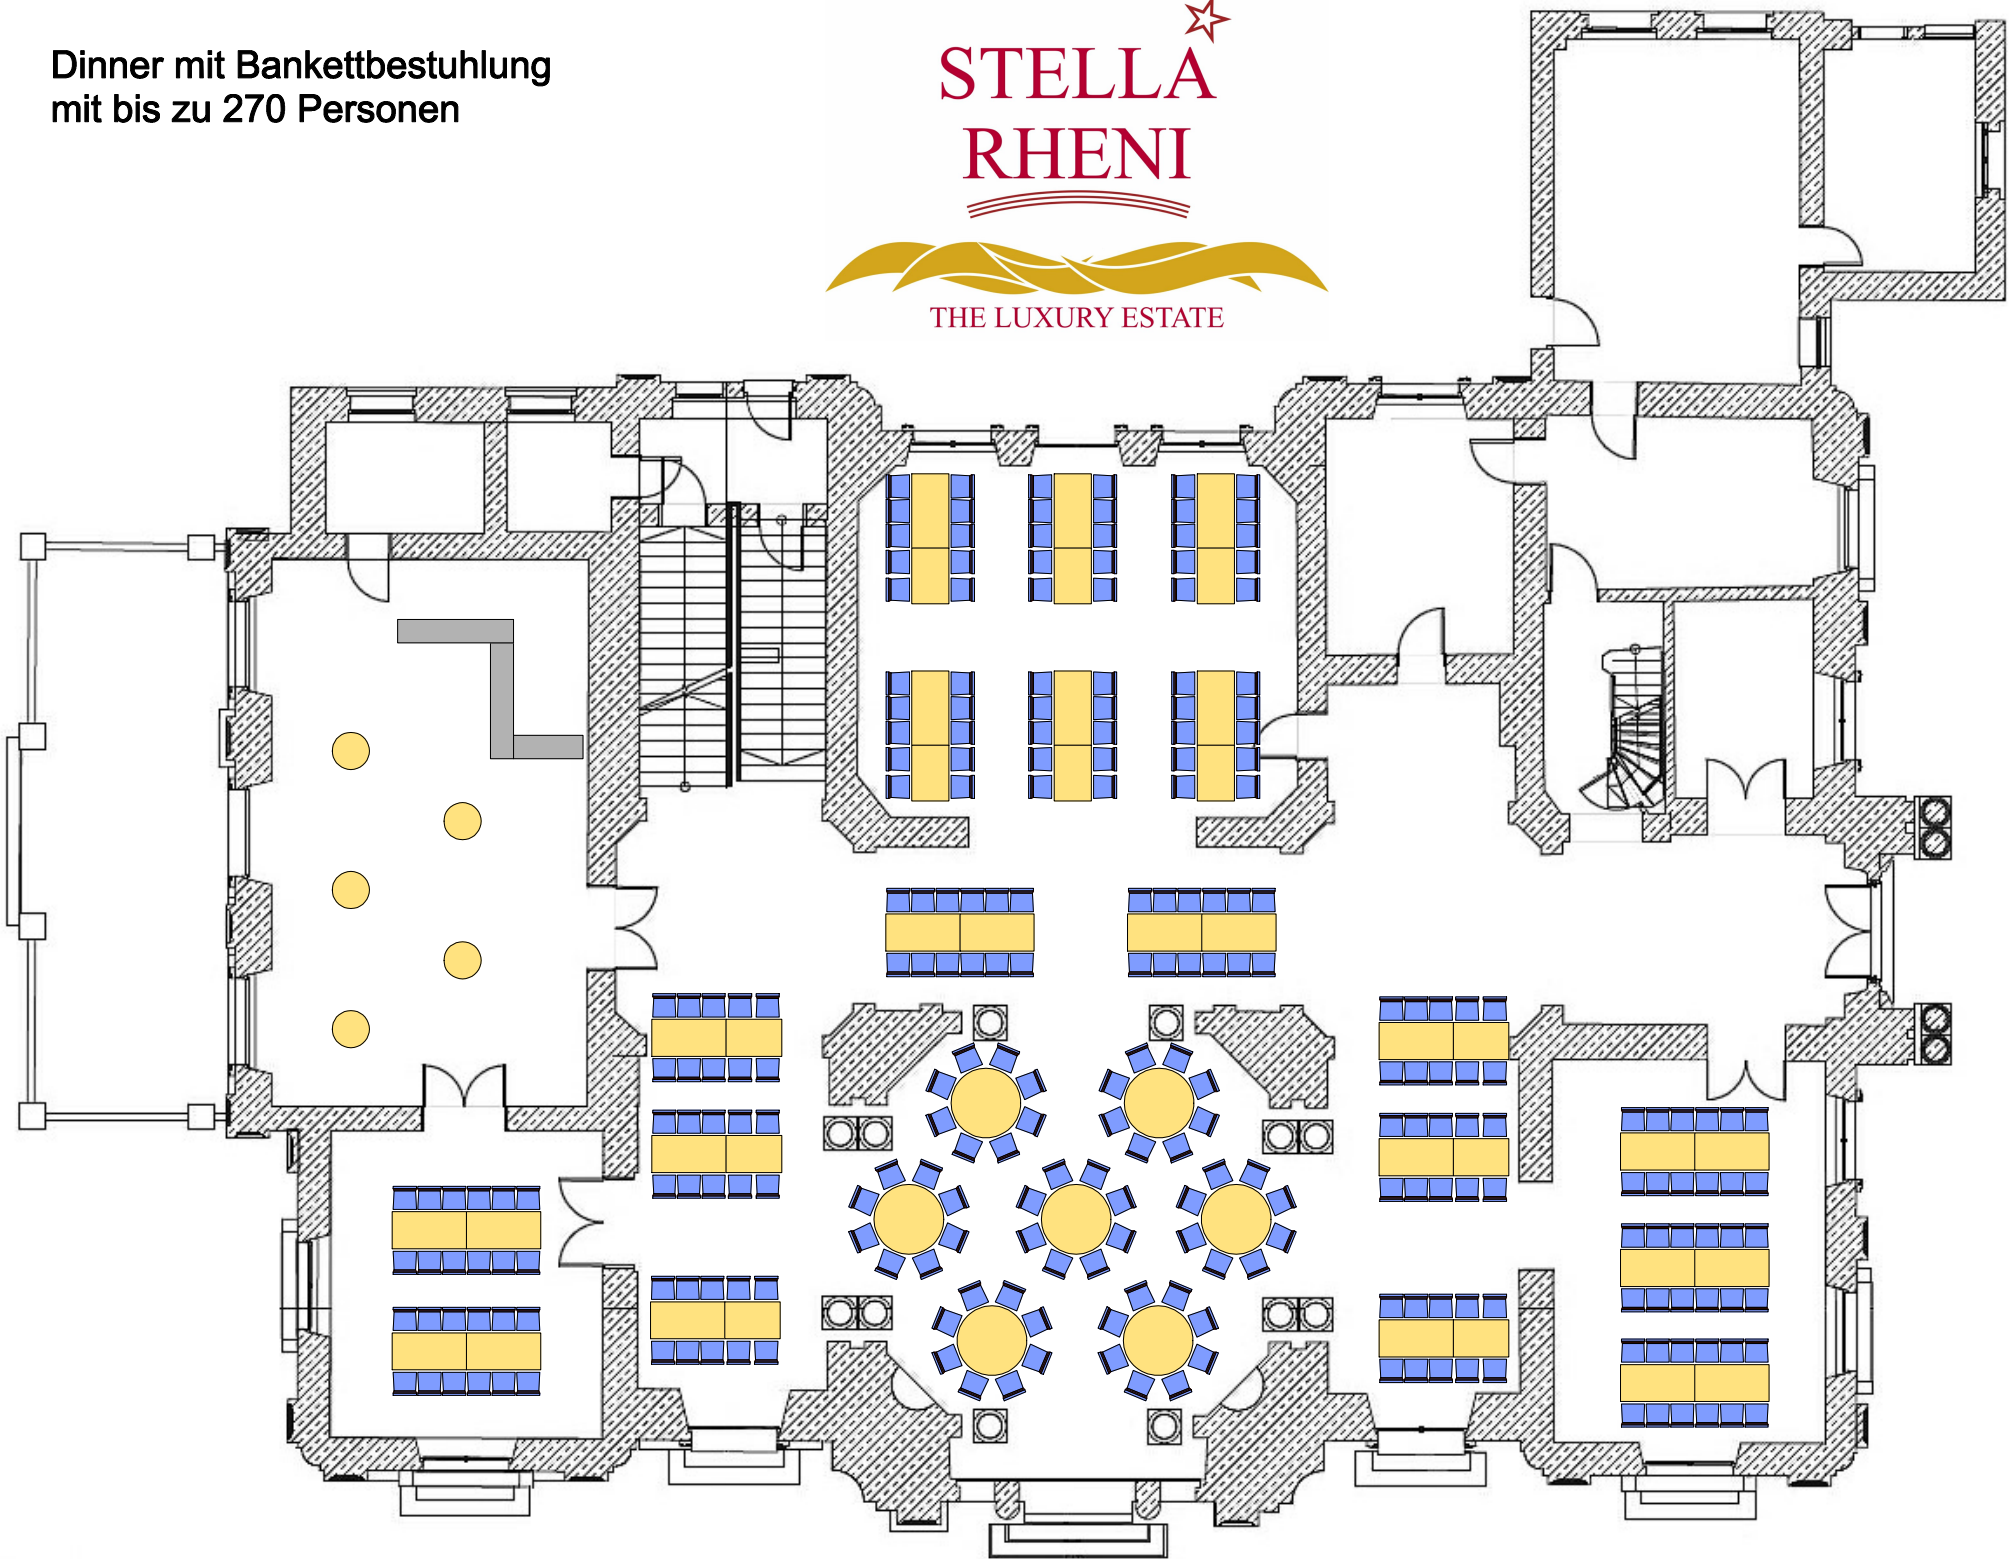 Dinner mit Bankettbestuhlung
mit bis zu 270 Personen
STELLA
RHENI
THE LUXURY ESTATE